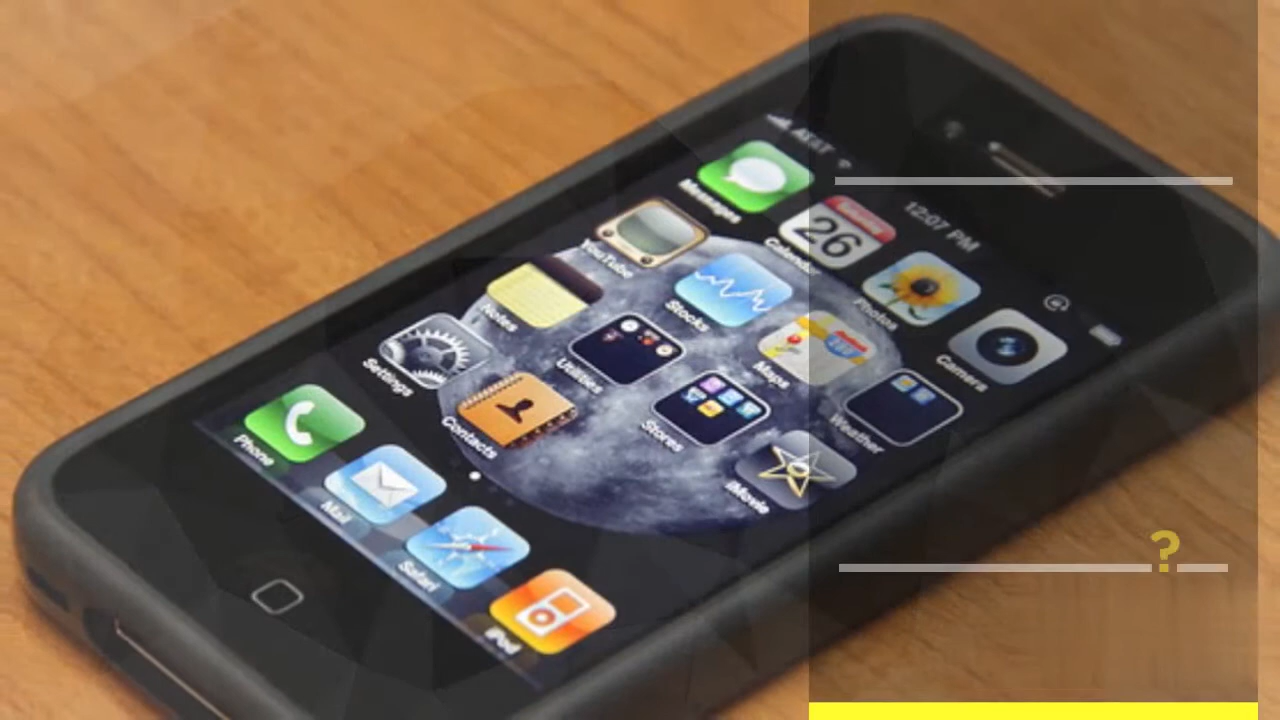 AT&T
12:07 PM
Messages
Calendar
26
Photos
Camera
YouTube
Stocks
Maps
Weather
Notes
Utilities
Stores
iMovie
Settings
Contacts
Phone
Mail
Safari
iPod
?